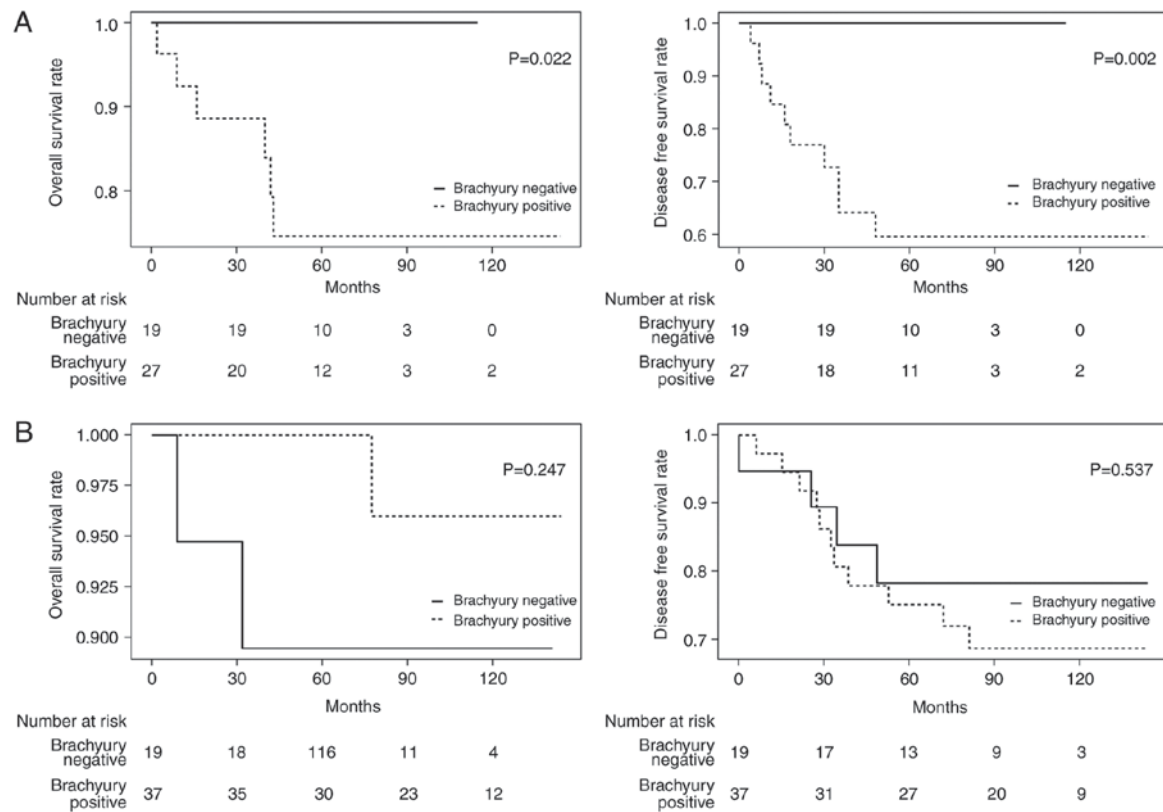 A
Overall survival rate
1.0
0.9
0.8
P=0.022
Brachyury negative
Brachyury positive
0 30 60 90 120
Months
Number at risk
Brachyury negative 19 19 10 3 0
Brachyury positive 27 20 12 3 2
Disease free survival rate
1.0
0.9
0.8
0.7
0.6
P=0.002
Brachyury negative
Brachyury positive
0 30 60 90 120
Months
Number at risk
Brachyury negative 19 19 10 3 0
Brachyury positive 27 18 11 3 2
B
Overall survival rate
1.000
0.975
0.950
0.925
0.900
P=0.247
Brachyury negative
Brachyury positive
0 30 60 90 120
Months
Number at risk
Brachyury negative 19 18 116 11 4
Brachyury positive 37 35 30 23 12
Disease free survival rate
1.0
0.9
0.8
0.7
P=0.537
Brachyury negative
Brachyury positive
0 30 60 90 120
Months
Number at risk
Brachyury negative 19 17 13 9 3
Brachyury positive 37 31 27 20 9